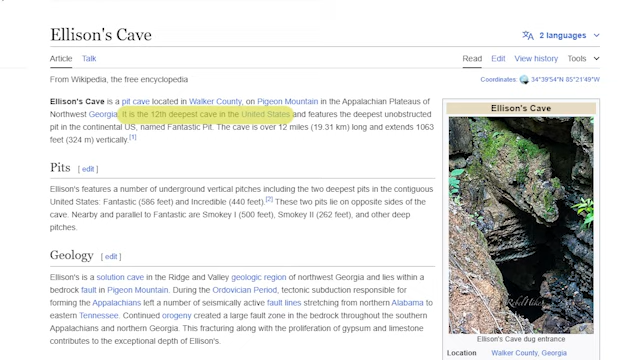 Ellison's Cave
2 languages
Article Talk
Read Edit View history Tools
From Wikipedia, the free encyclopedia
Coordinates: 34°39′54″N 85°21′49″W
Ellison's Cave is a pit cave located in Walker County, on Pigeon Mountain in the Appalachian Plateaus of
Northwest Georgia. It is the 12th deepest cave in the United States and features the deepest unobstructed
pit in the continental US, named Fantastic Pit. The cave is over 12 miles (19.31 km) long and extends 1063
feet (324 m) vertically.[1]
Pits [ edit ]
Ellison's features a number of underground vertical pitches including the two deepest pits in the contiguous
United States: Fantastic (586 feet) and Incredible (440 feet).[2] These two pits lie on opposite sides of the
cave. Nearby and parallel to Fantastic are Smokey I (500 feet), Smokey II (262 feet), and other deep
pitches.
Geology [ edit ]
Ellison's is a solution cave in the Ridge and Valley geologic region of northwest Georgia and lies within a
bedrock fault in Pigeon Mountain. During the Ordovician Period, tectonic subduction responsible for
forming the Appalachians left a number of seismically active fault lines stretching from northern Alabama to
eastern Tennessee. Continued orogeny created a large fault zone in the bedrock throughout the southern
Appalachians and northern Georgia. This fracturing along with the proliferation of gypsum and limestone
contributes to the exceptional depth of Ellison's.
Ellison's Cave
Ellison's Cave dug entrance
Location Walker County, Georgia